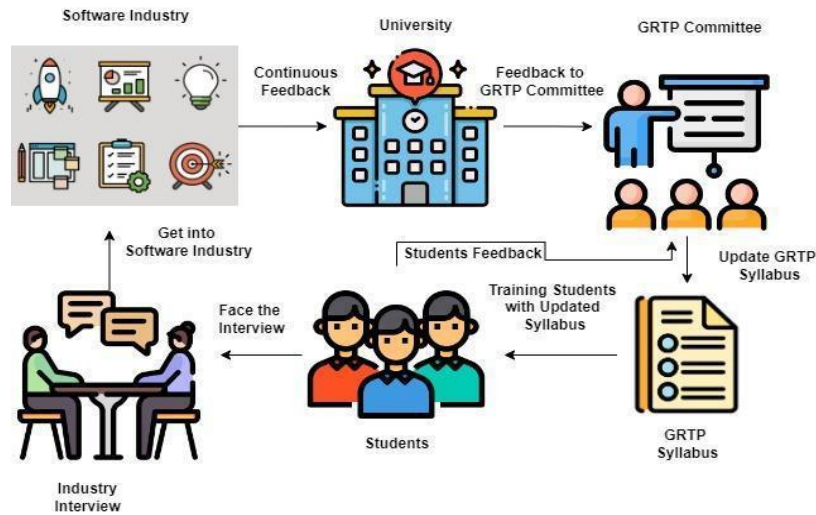 Software Industry
University
GRTP Committee
Continuous
Feedback
Feedback to
GRTP Committee
Get into
Software Industry
Students Feedback
Update GRTP
Syllabus
Training Students
with Updated
Syllabus
Face the
Interview
Students
GRTP
Syllabus
Industry
Interview